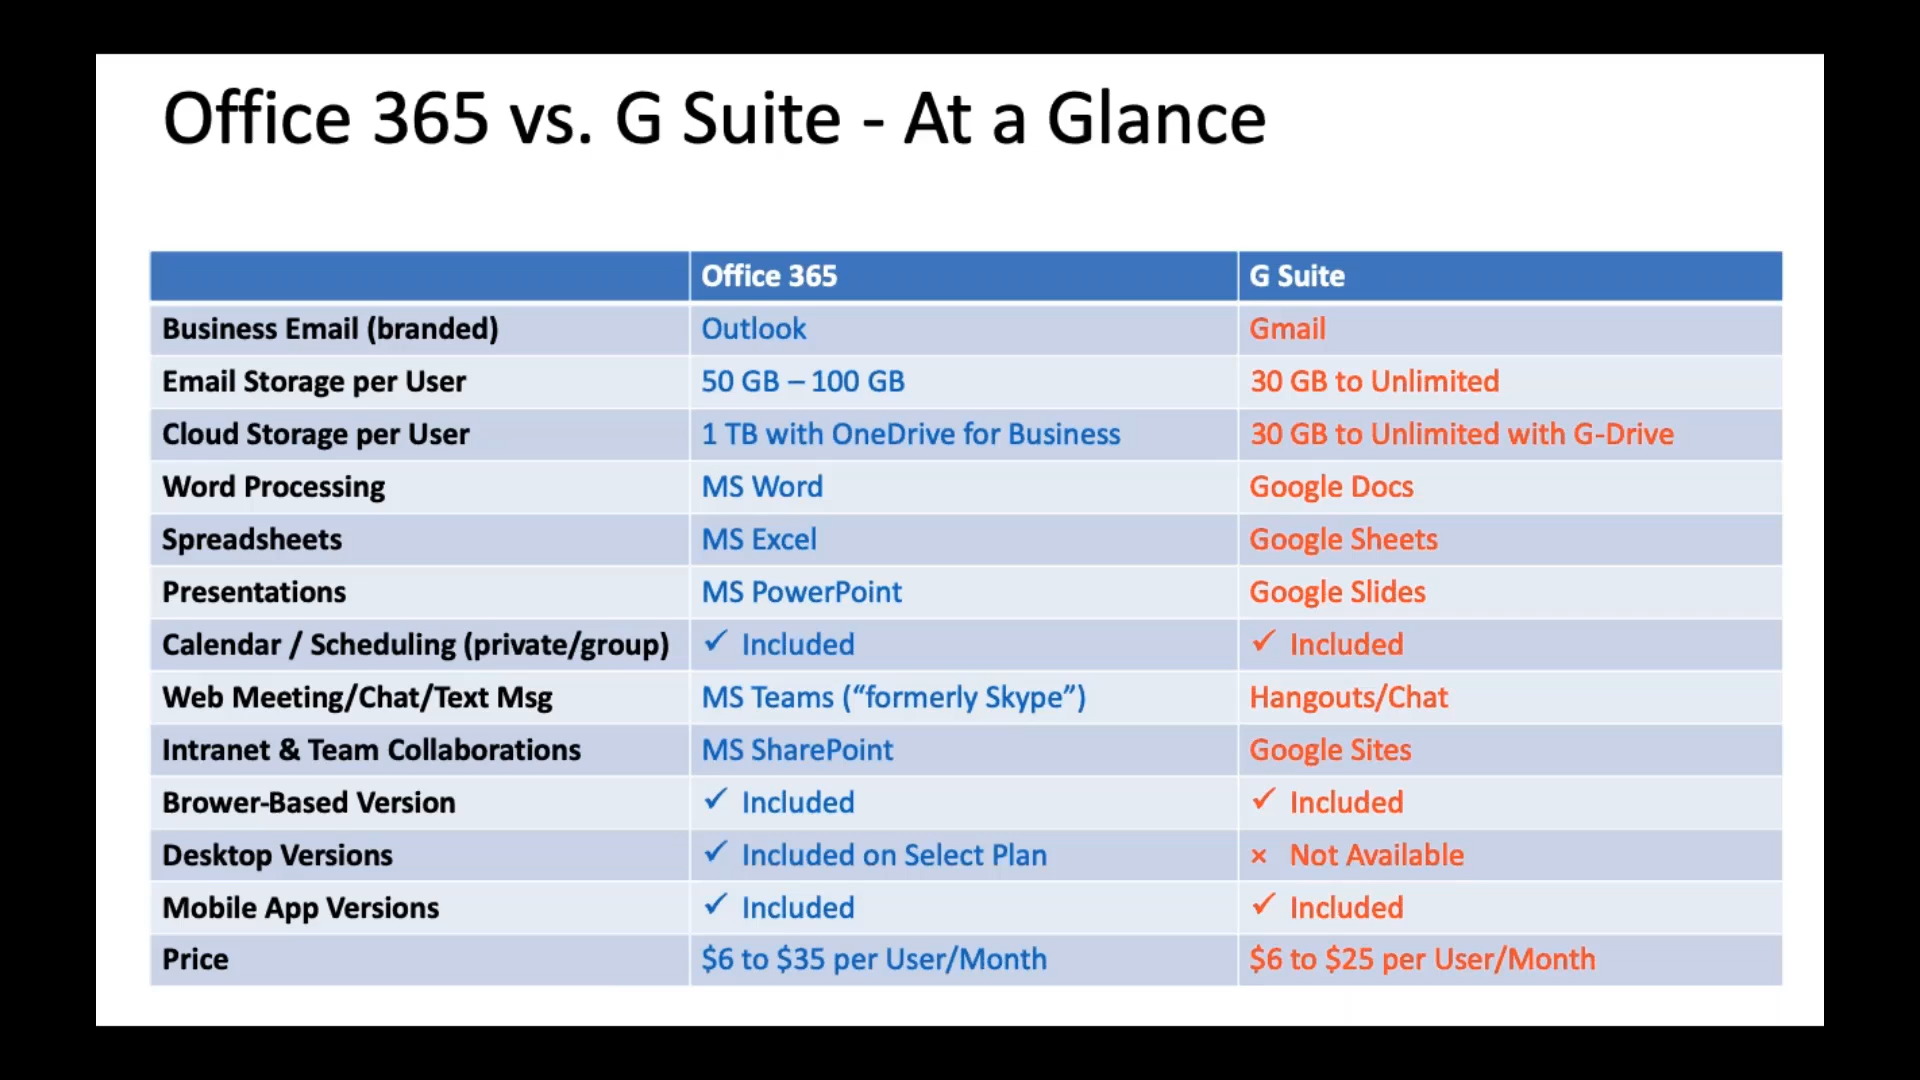 Office 365 vs. G Suite - At a Glance
Office 365 G Suite
Business Email (branded) Outlook Gmail
Email Storage per User 50 GB – 100 GB 30 GB to Unlimited
Cloud Storage per User 1 TB with OneDrive for Business 30 GB to Unlimited with G-Drive
Word Processing MS Word Google Docs
Spreadsheets MS Excel Google Sheets
Presentations MS PowerPoint Google Slides
Calendar / Scheduling (private/group) ✓ Included ✓ Included
Web Meeting/Chat/Text Msg MS Teams (“formerly Skype”) Hangouts/Chat
Intranet & Team Collaborations MS SharePoint Google Sites
Brower-Based Version ✓ Included ✓ Included
Desktop Versions ✓ Included on Select Plan × Not Available
Mobile App Versions ✓ Included ✓ Included
Price $6 to $35 per User/Month $6 to $25 per User/Month